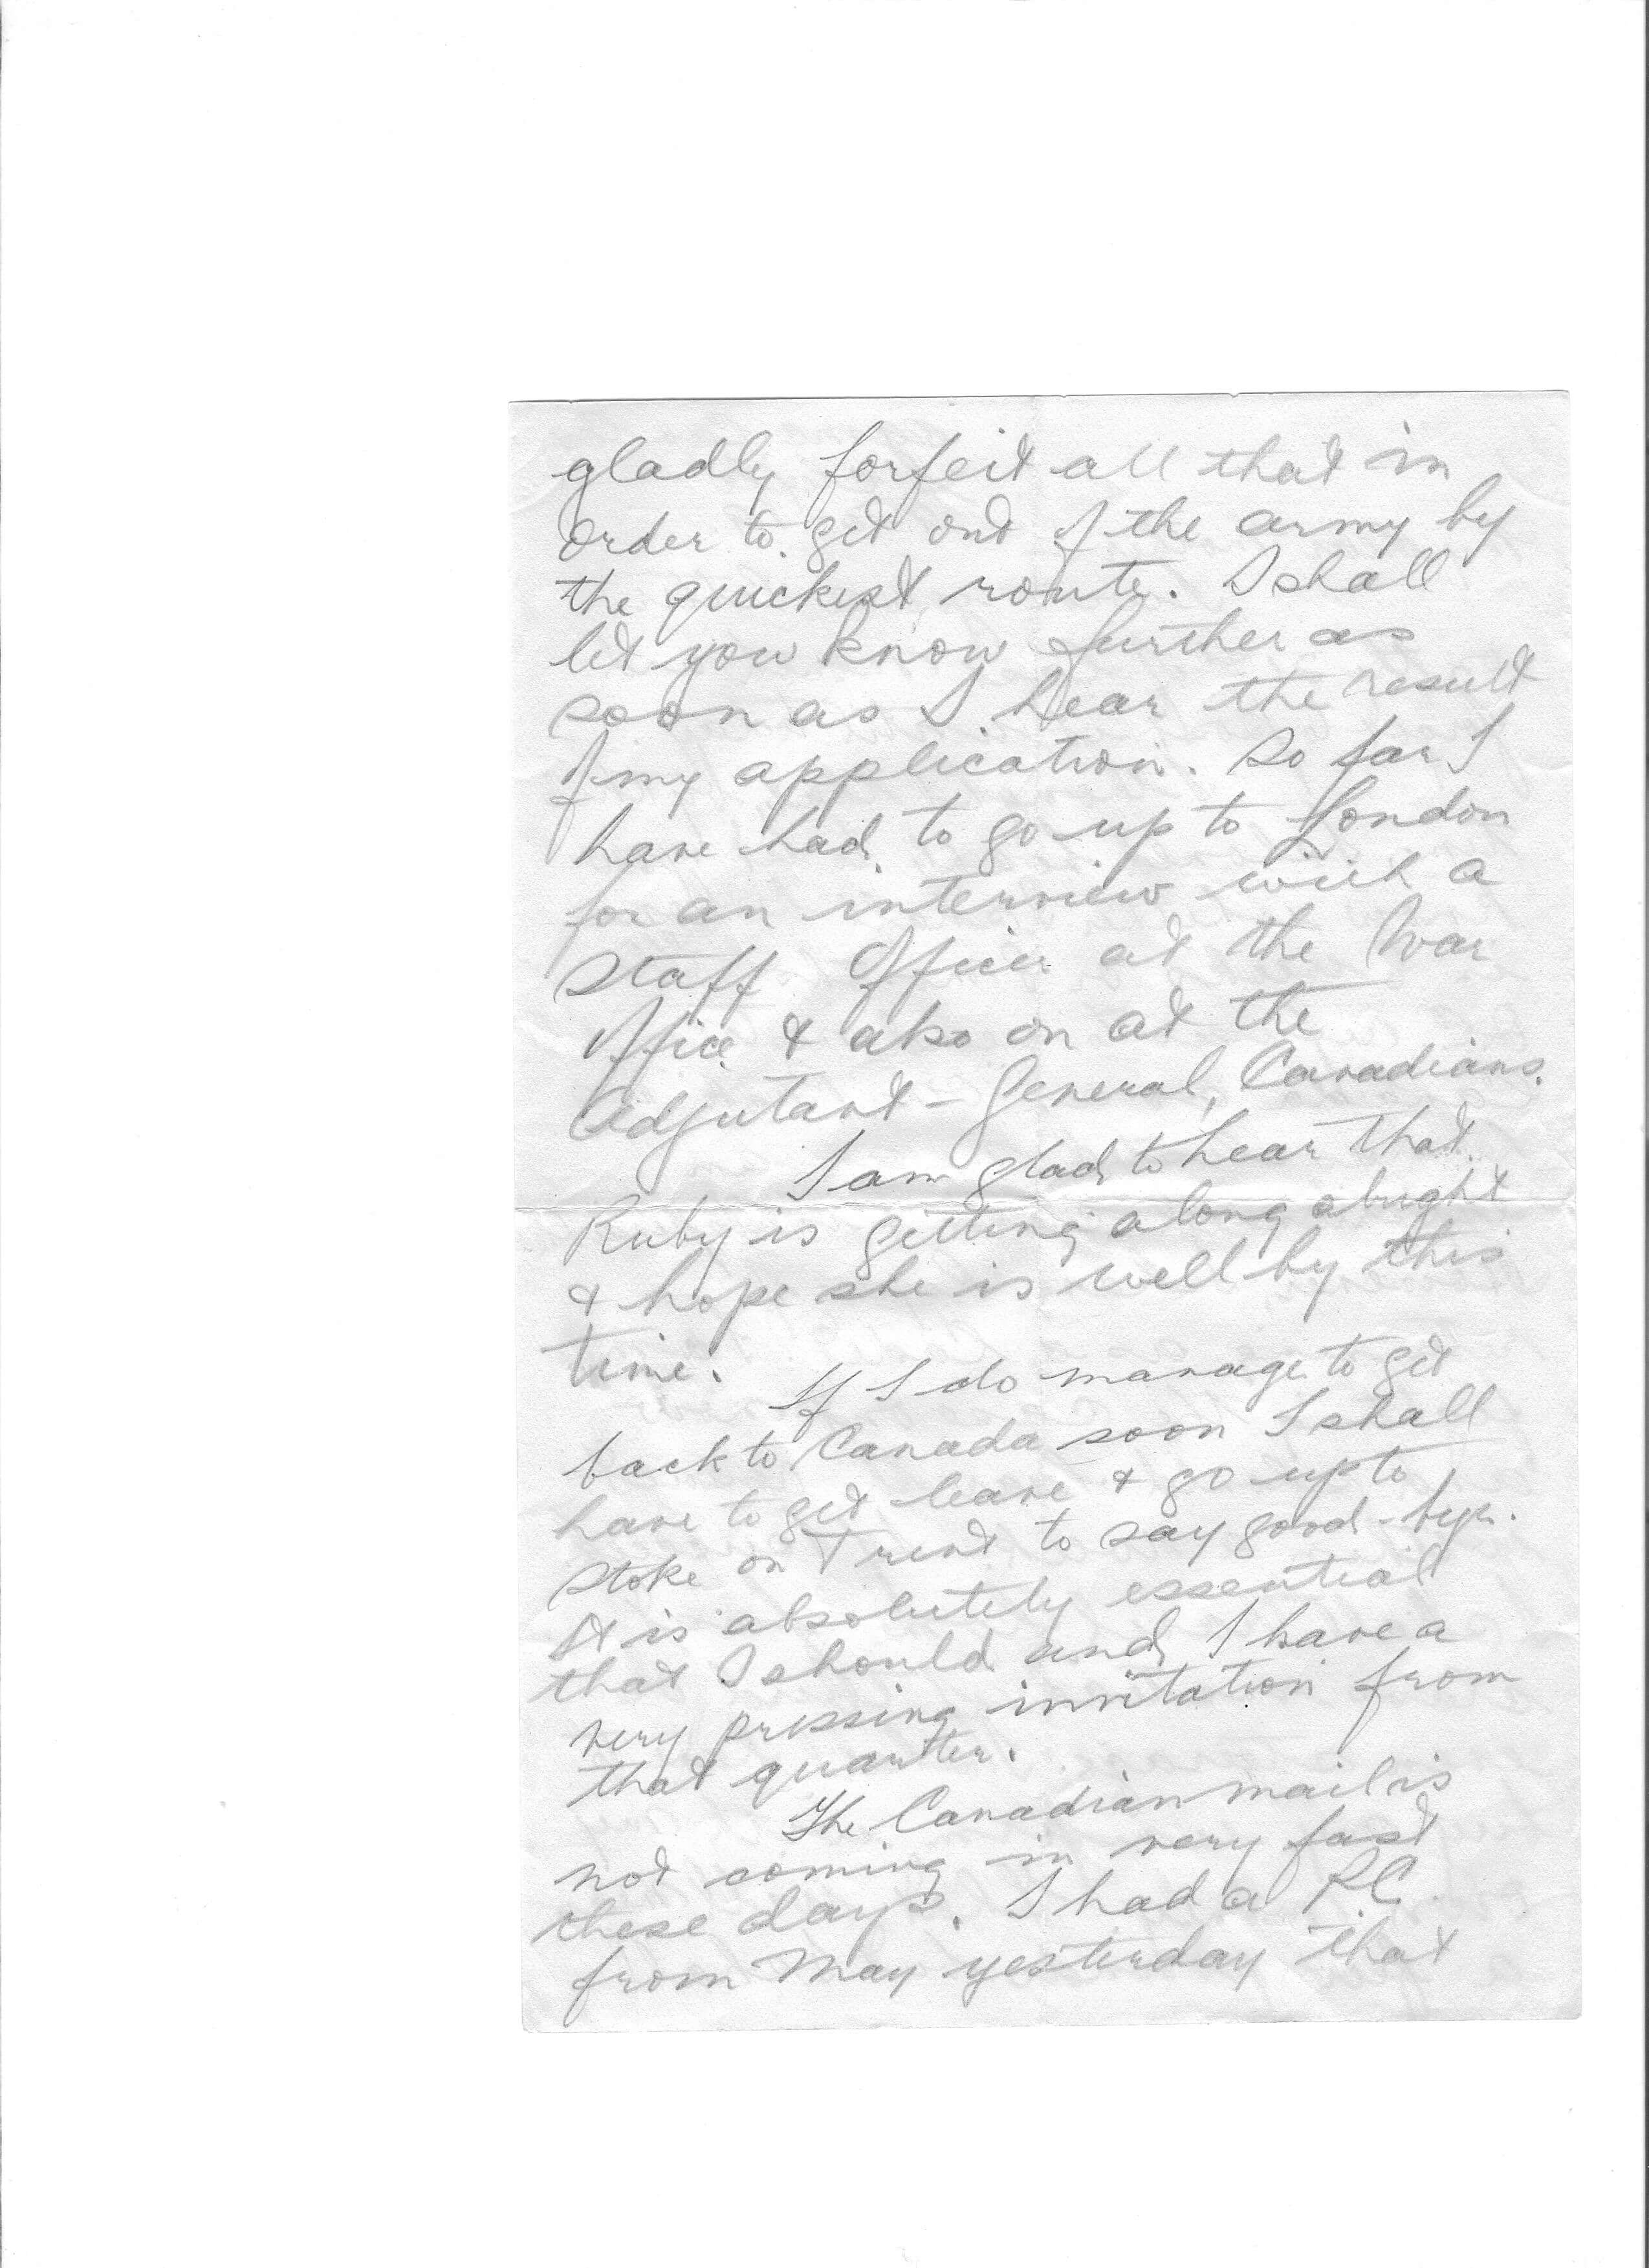 gladly forfeit all that in
order to get out of the army by
the quickest route. I shall
let you know further as
soon as I hear the result
of my application. So far I
have had to go up to London
for an interview with a
Staff Officer at the War
Office & also on at the
Adjutant-General, Canadians.
I am glad to hear that
Ruby is getting along alright
& hope she is well by this
time.
If I do manage to get
back to Canada soon I shall
have to get leave & go up to
Stoke on Trent to say good-bye.
It is absolutely essential
that I should and I have a
very pressing invitation from
that quarter.
The Canadian mail is
not coming in very fast
these days. I had a P.C.
from May yesterday that